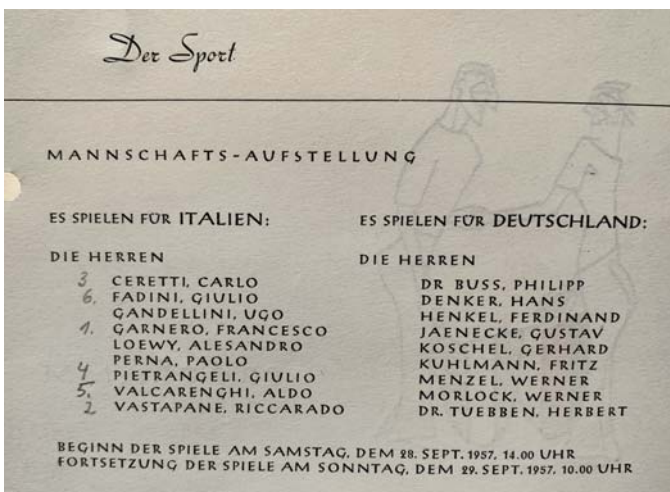 Der Sport
MANNSCHAFTS-AUFSTELLUNG
ES SPIELEN FÜR ITALIEN:
DIE HERREN
3 CERETTI, CARLO
6. FADINI, GIULIO
GANDELLINI, UGO
1. GARNERO, FRANCESCO
LOEWY, ALESANDRO
PERNA, PAOLO
4 PIETRANGELI, GIULIO
5. VALCARENGHI, ALDO
2 VASTAPANE, RICCARADO
ES SPIELEN FÜR DEUTSCHLAND:
DIE HERREN
DR BUSS, PHILIPP
DENKER, HANS
HENKEL, FERDINAND
JAENECKE, GUSTAV
KOSCHEL, GERHARD
KUHLMANN, FRITZ
MENZEL, WERNER
MORLOCK, WERNER
DR. TUEBBEN, HERBERT
BEGINN DER SPIELE AM SAMSTAG, DEM 28. SEPT. 1957, 14.00 UHR
FORTSETZUNG DER SPIELE AM SONNTAG, DEM 29. SEPT. 1957, 10.00 UHR